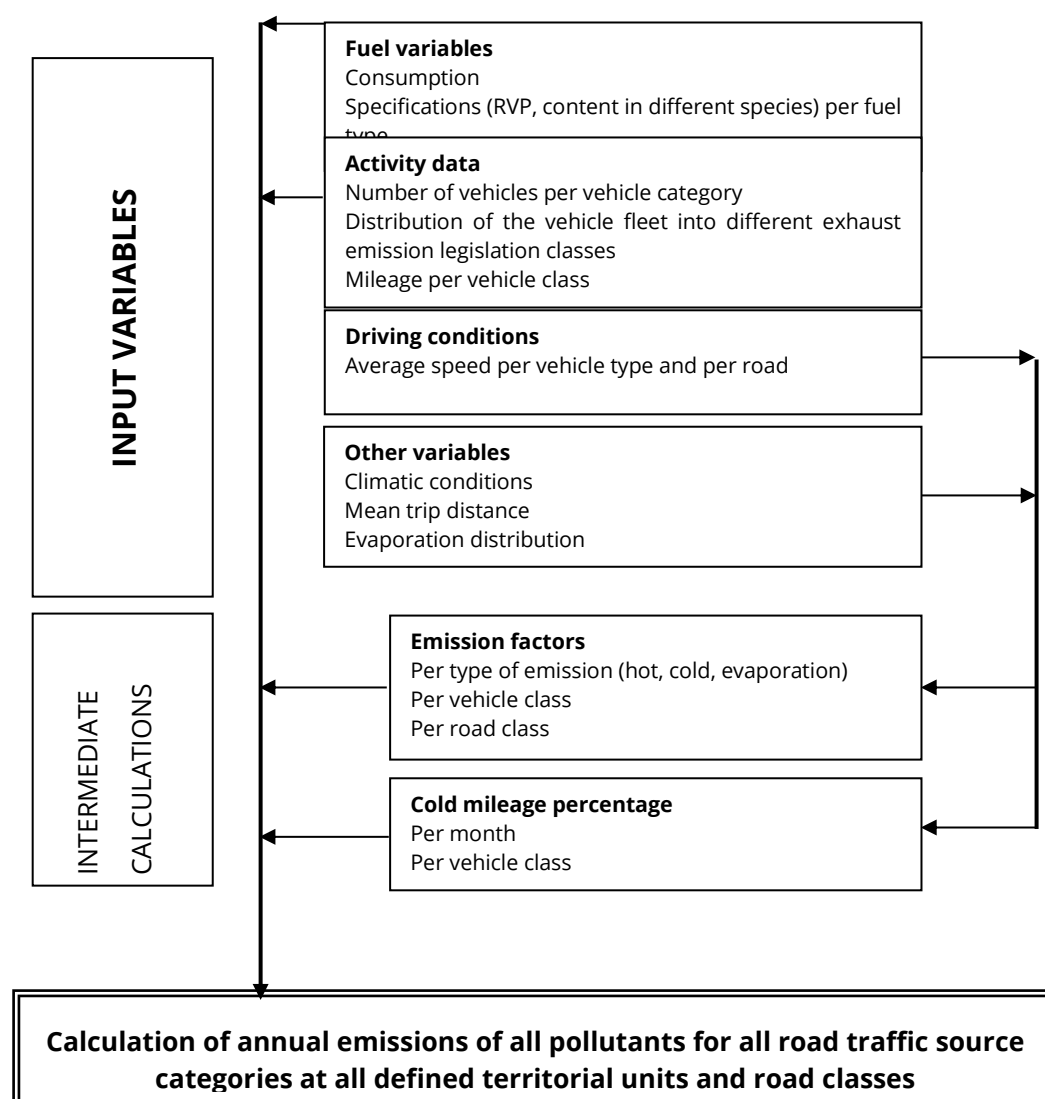 Fuel variables
Consumption
Specifications (RVP, content in different species) per fuel
type
Activity data
Number of vehicles per vehicle category
Distribution of the vehicle fleet into different exhaust
emission legislation classes
Mileage per vehicle class
Driving conditions
Average speed per vehicle type and per road
Other variables
Climatic conditions
Mean trip distance
Evaporation distribution
INPUT VARIABLES
Emission factors
Per type of emission (hot, cold, evaporation)
Per vehicle class
Per road class
Cold mileage percentage
Per month
Per vehicle class
INTERMEDIATE
CALCULATIONS
Calculation of annual emissions of all pollutants for all road traffic source
categories at all defined territorial units and road classes